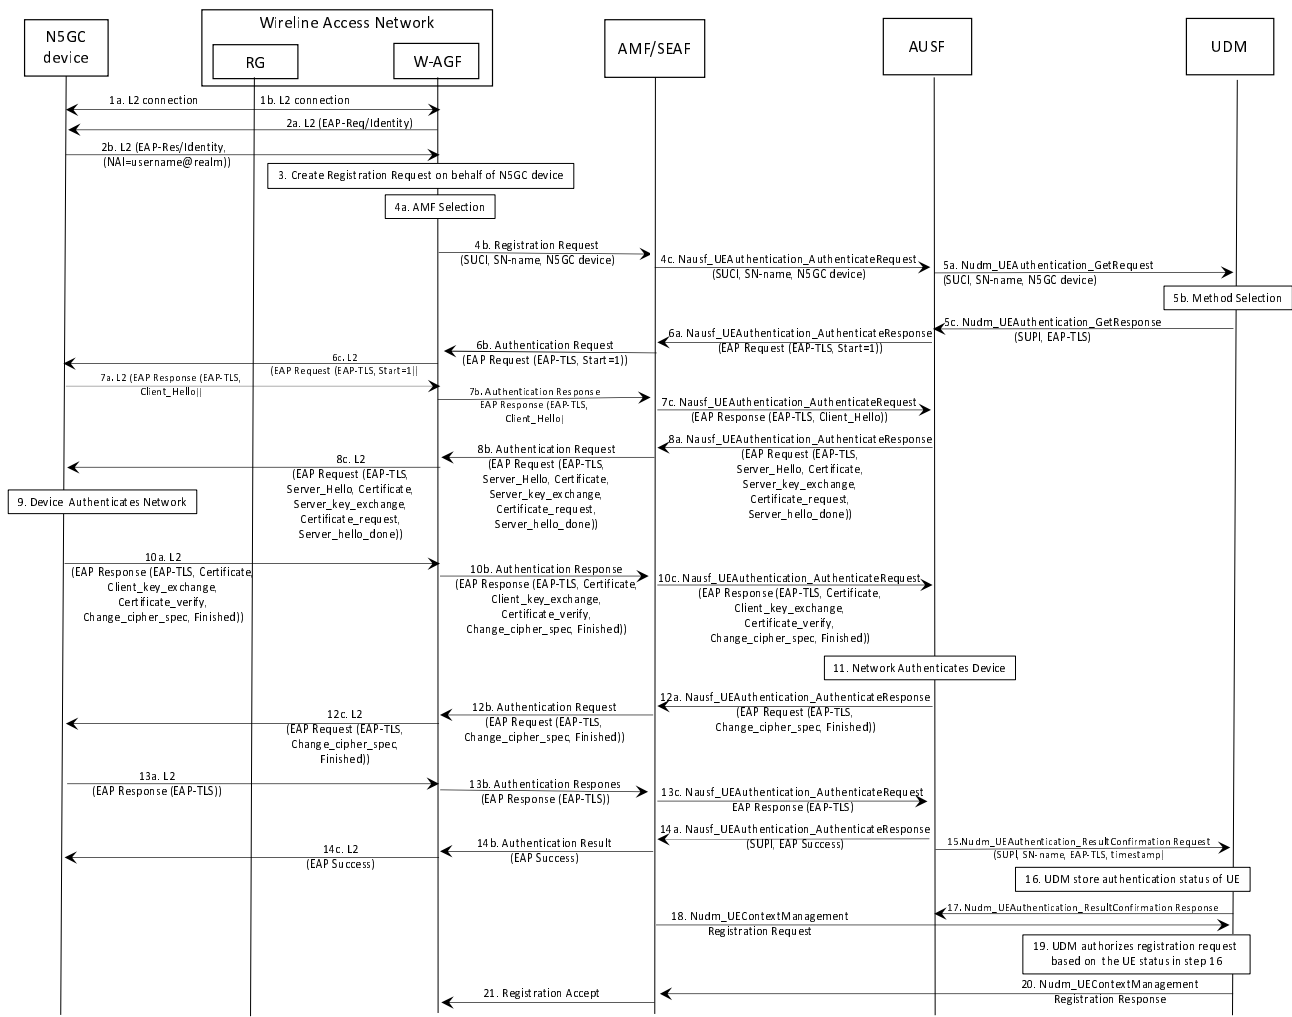 N5GC
device
Wireline Access Network
RG
W-AGF
AMF/SEAF
AUSF
UDM
1a. L2 connection
1b. L2 connection
2a. L2 (EAP-Req/Identity)
2b. L2 (EAP-Res/Identity,
(NAI=username@realm))
3. Create Registration Request on behalf of N5GC device
4a. AMF Selection
4b. Registration Request
(SUCI, SN-name, N5GC device)
4c. Nausf_UEAuthentication_AuthenticateRequest
(SUCI, SN-name, N5GC device)
5a. Nudm_UEAuthentication_GetRequest
(SUCI, SN-name, N5GC device)
5b. Method Selection
5c. Nudm_UEAuthentication_GetResponse
(SUPI, EAP-TLS)
6a. Nausf_UEAuthentication_AuthenticateResponse
(EAP Request (EAP-TLS, Start=1))
6b. Authentication Request
(EAP Request (EAP-TLS, Start=1))
6c. L2
(EAP Request (EAP-TLS, Start=1||
7a. L2 (EAP Response (EAP-TLS,
Client_Hello||
7b. Authentication Response
EAP Response (EAP-TLS,
Client_Hello|
7c. Nausf_UEAuthentication_AuthenticateRequest
(EAP Response (EAP-TLS, Client_Hello))
8a. Nausf_UEAuthentication_AuthenticateResponse
(EAP Request (EAP-TLS,
Server_Hello, Certificate,
Server_key_exchange,
Certificate_request,
Server_hello_done))
8b. Authentication Request
(EAP Request (EAP-TLS,
Server_Hello, Certificate,
Server_key_exchange,
Certificate_request,
Server_hello_done))
8c. L2
(EAP Request (EAP-TLS,
Server_Hello, Certificate,
Server_key_exchange,
Certificate_request,
Server_hello_done))
9. Device Authenticates Network
10a. L2
(EAP Response (EAP-TLS, Certificate,
Client_key_exchange,
Certificate_verify,
Change_cipher_spec, Finished))
10b. Authentication Response
(EAP Response (EAP-TLS, Certificate,
Client_key_exchange,
Certificate_verify,
Change_cipher_spec, Finished))
10c. Nausf_UEAuthentication_AuthenticateRequest
(EAP Response (EAP-TLS, Certificate,
Client_key_exchange,
Certificate_verify,
Change_cipher_spec, Finished))
11. Network Authenticates Device
12a. Nausf_UEAuthentication_AuthenticateResponse
(EAP Request (EAP-TLS,
Change_cipher_spec, Finished))
12b. Authentication Request
(EAP Request (EAP-TLS,
Change_cipher_spec, Finished))
12c. L2
(EAP Request (EAP-TLS,
Change_cipher_spec,
Finished))
13a. L2
(EAP Response (EAP-TLS))
13b. Authentication Respones
(EAP Response (EAP-TLS))
13c. Nausf_UEAuthentication_AuthenticateRequest
EAP Response (EAP-TLS)
14a. Nausf_UEAuthentication_AuthenticateResponse
(SUPI, EAP Success)
14b. Authentication Result
(EAP Success)
14c. L2
(EAP Success)
15.Nudm_UEAuthentication_ResultConfirmation Request
(SUPI, SN-name, EAP-TLS, timestamp|
16. UDM store authentication status of UE
17. Nudm_UEAuthentication_ResultConfirmation Response
18. Nudm_UEContextManagement
Registration Request
19. UDM authorizes registration request
based on the UE status in step 16
20. Nudm_UEContextManagement
Registration Response
21. Registration Accept